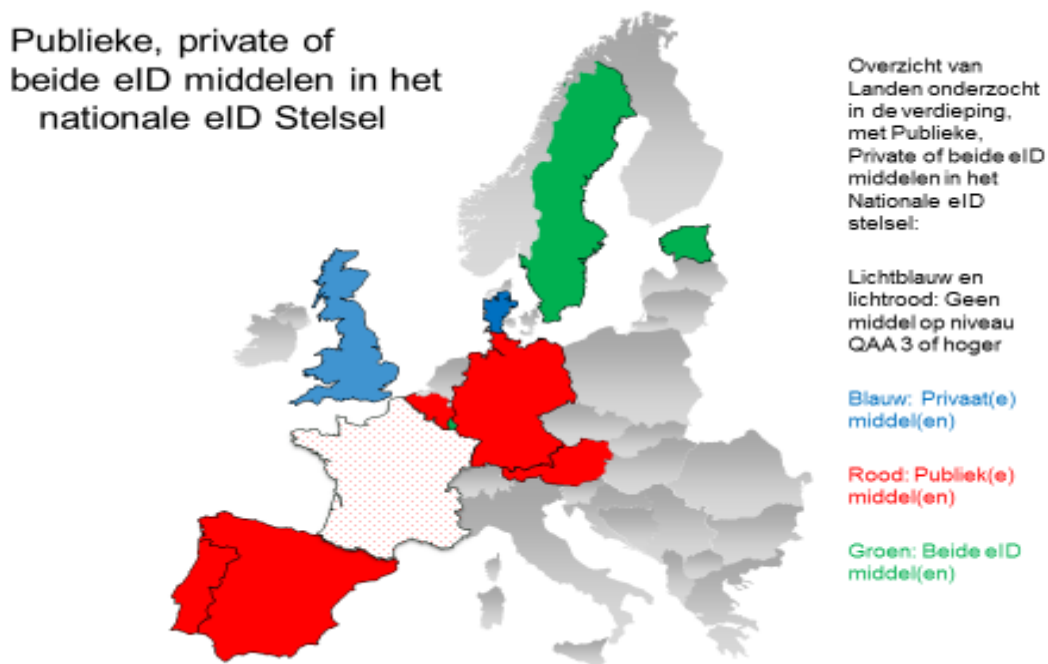 Publieke, private of
beide eID middelen in het
nationale eID Stelsel
Overzicht van
Landen onderzocht
in de verdieping,
met Publieke,
Private of beide eID
middelen in het
Nationale eID
stelsel:
Lichtblauw en
lichtrood: Geen
middel op niveau
QAA 3 of hoger
Blauw: Privaat(e)
middel(en)
Rood: Publiek(e)
middel(en)
Groen: Beide eID
middel(en)